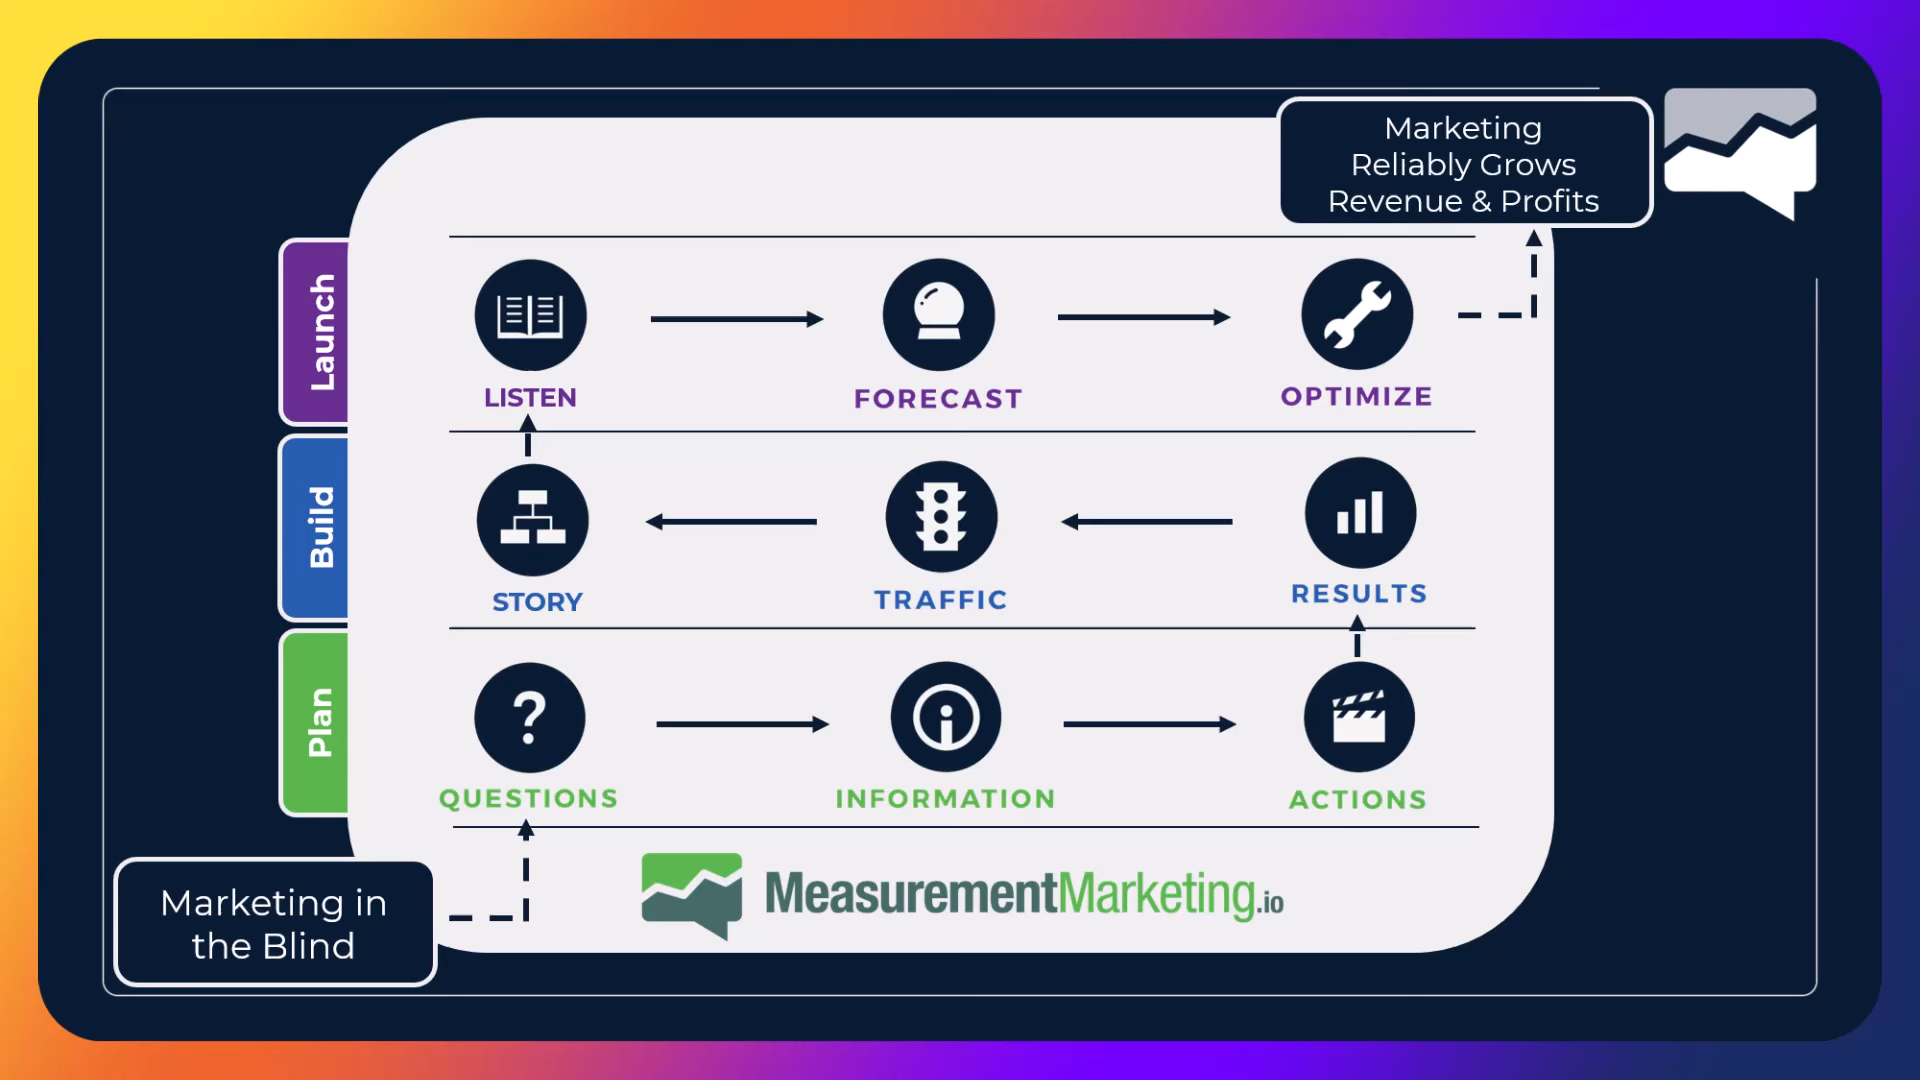 Marketing
Reliably Grows
Revenue & Profits
Launch
LISTEN
FORECAST
OPTIMIZE
Build
STORY
TRAFFIC
RESULTS
Plan
QUESTIONS
INFORMATION
ACTIONS
Marketing in
the Blind
MeasurementMarketing.io